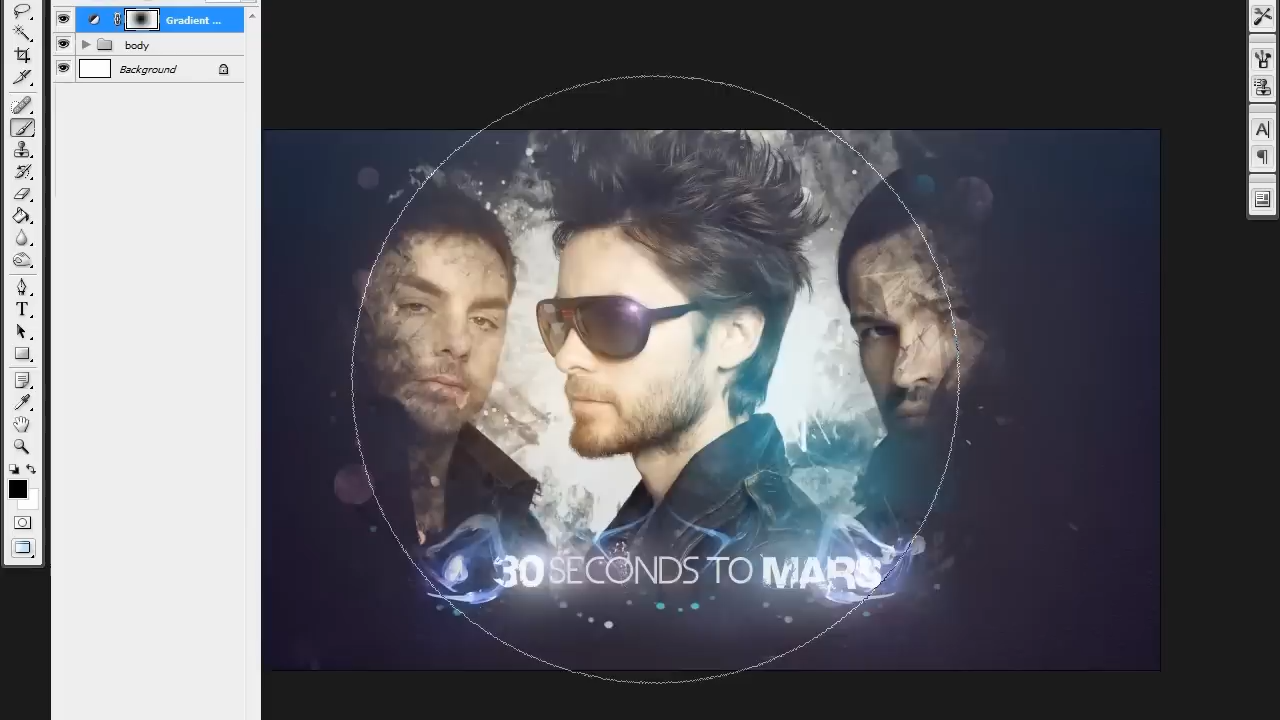 Gradient ...
body
Background
T
A
¶
30 SECONDS TO MARS